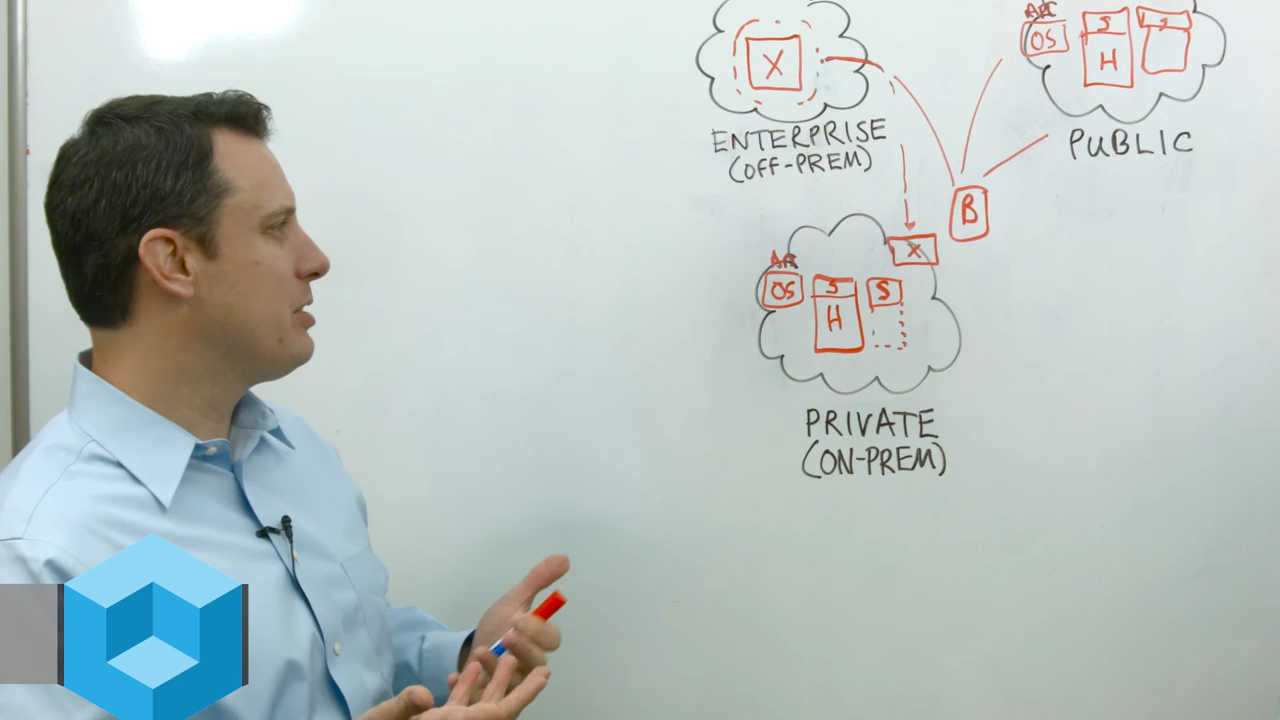 X
ENTERPRISE
(OFF-PREM)
OS
S
H
S
PUBLIC
B
X
OS
S
H
S
PRIVATE
(ON-PREM)